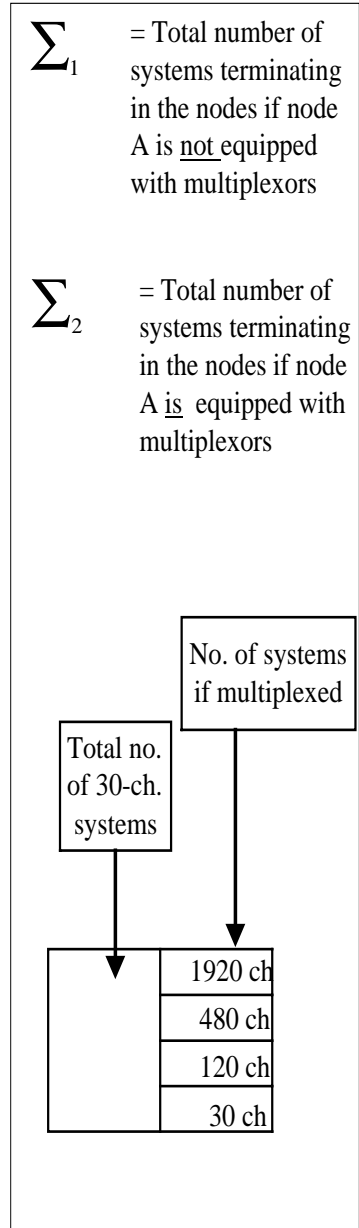 ∑₁ = Total number of
systems terminating
in the nodes if node
A is not equipped
with multiplexors
∑₂ = Total number of
systems terminating
in the nodes if node
A is equipped with
multiplexors
No. of systems
if multiplexed
Total no.
of 30-ch.
systems
1920 ch
480 ch
120 ch
30 ch